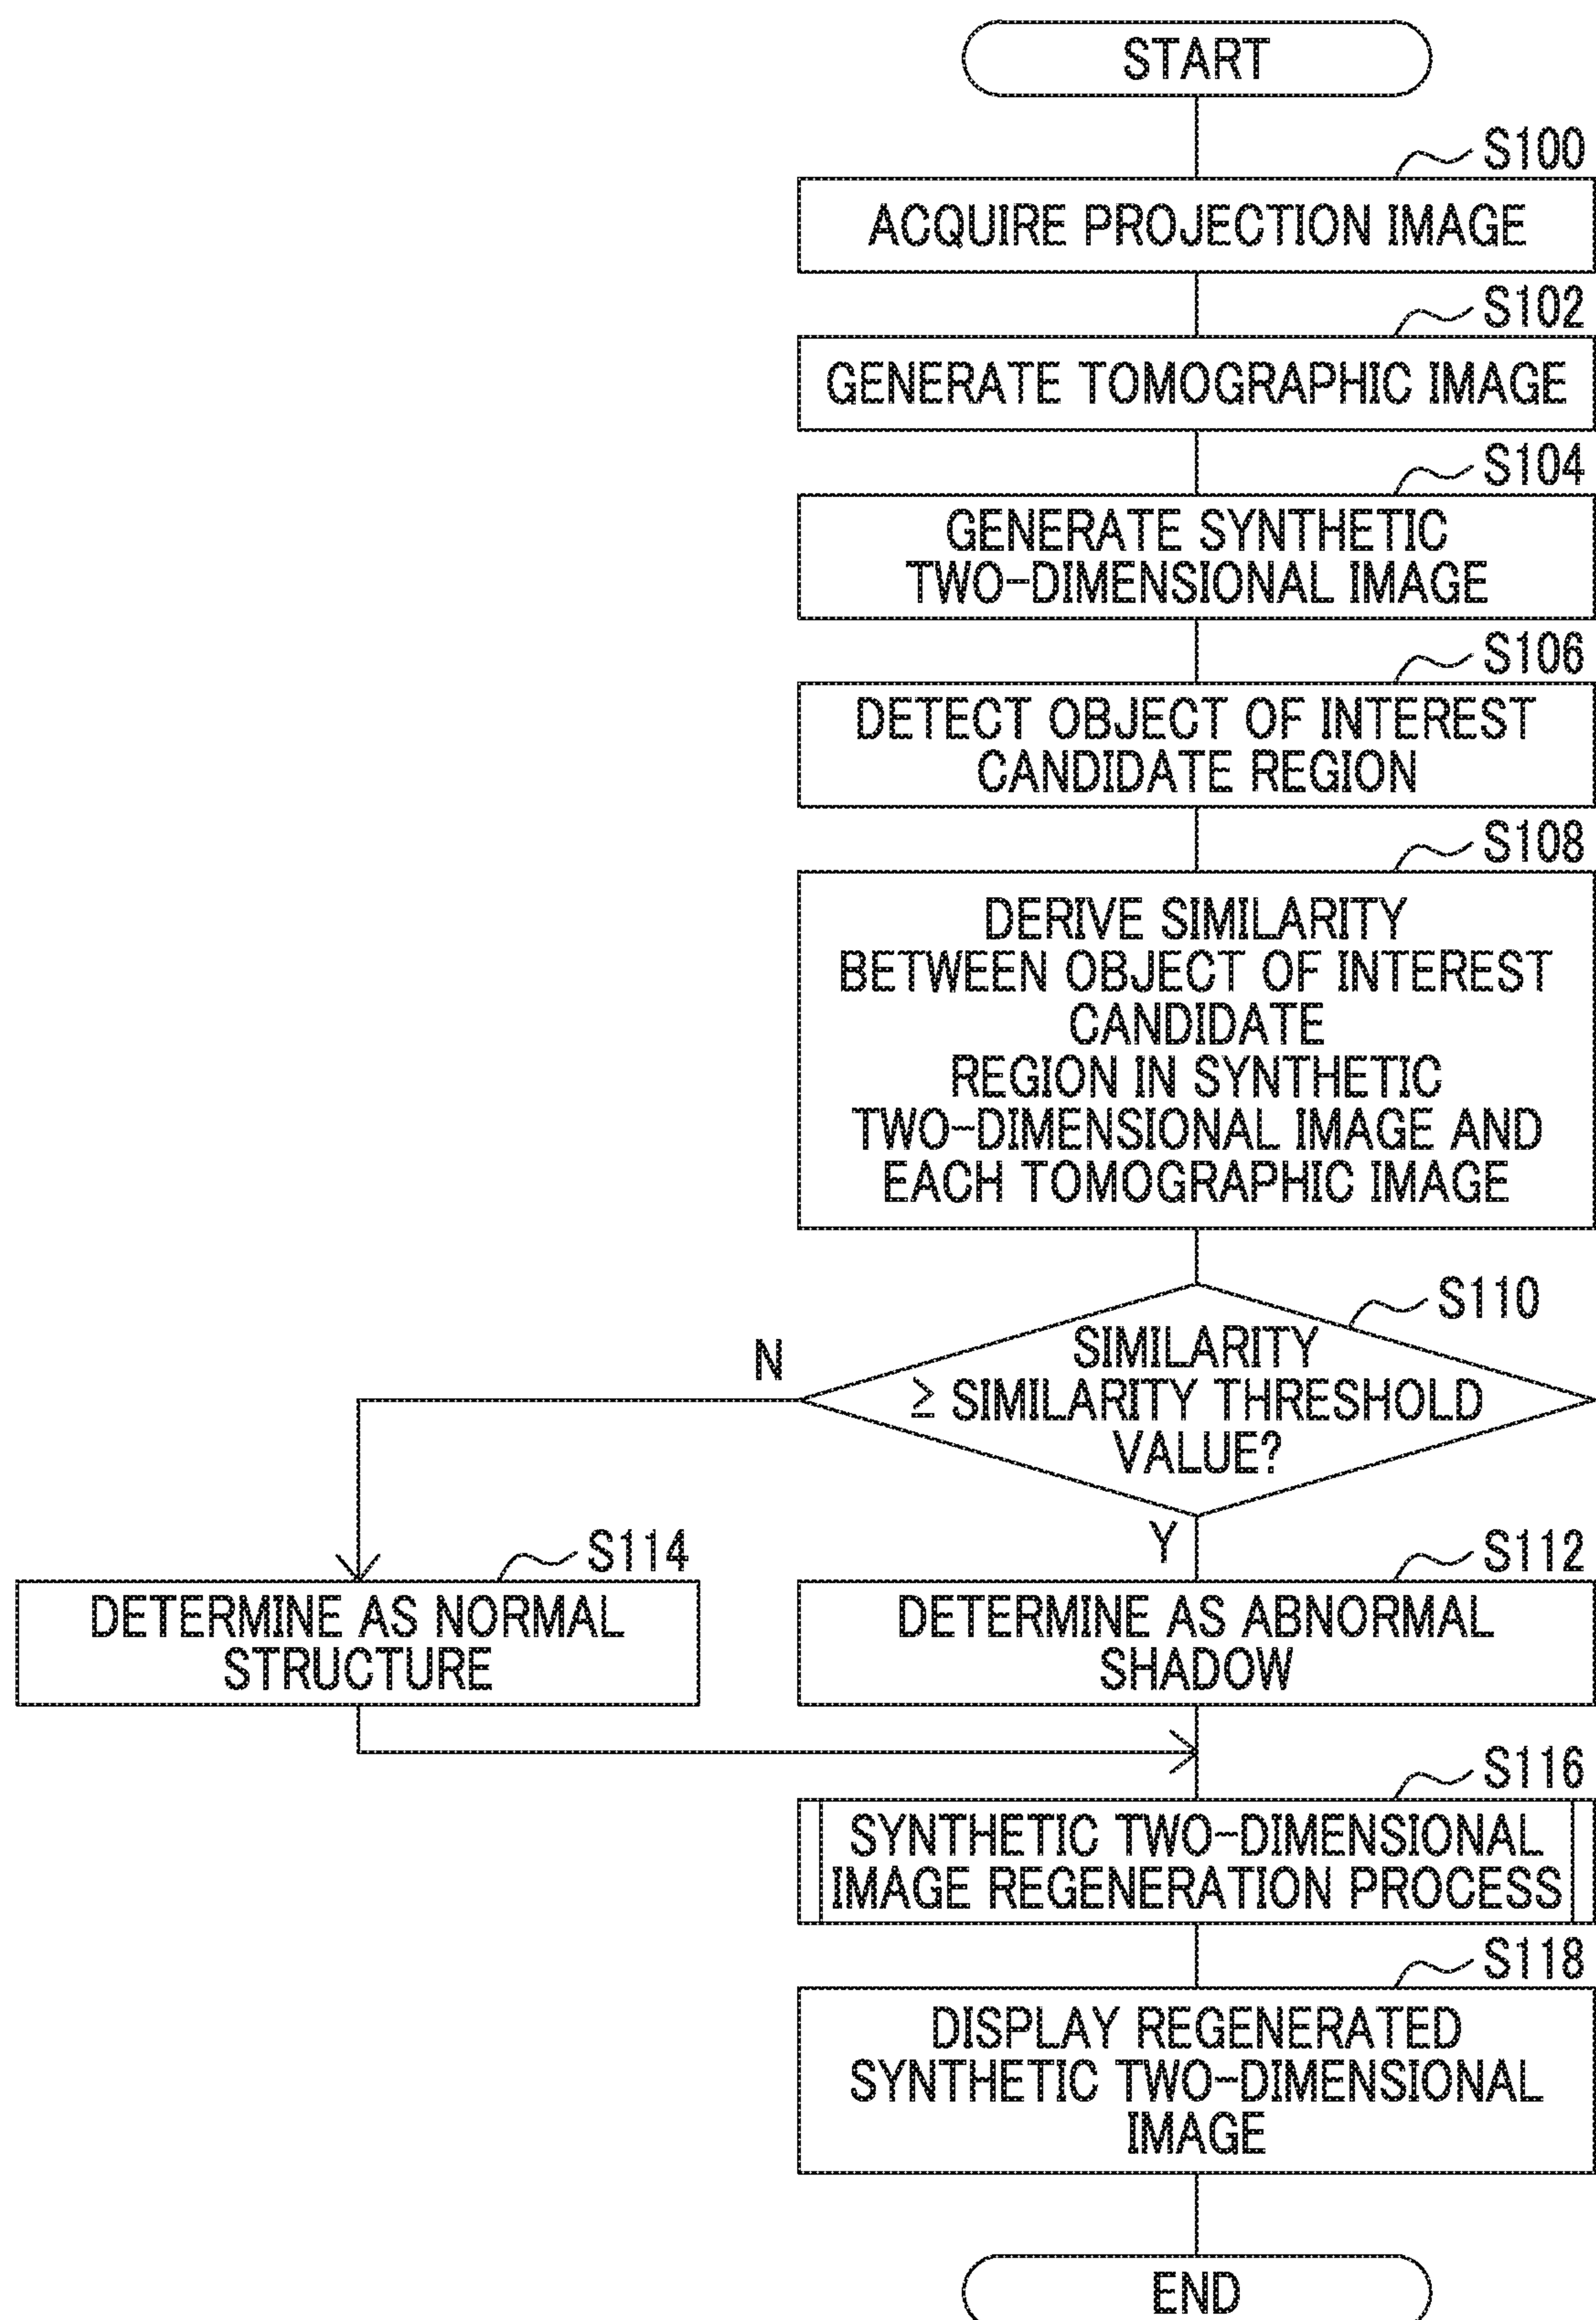 START
S100
ACQUIRE PROJECTION IMAGE
S102
GENERATE TOMOGRAPHIC IMAGE
S104
GENERATE SYNTHETIC
TWO-DIMENSIONAL IMAGE
S106
DETECT OBJECT OF INTEREST
CANDIDATE REGION
S108
DERIVE SIMILARITY
BETWEEN OBJECT OF INTEREST
CANDIDATE
REGION IN SYNTHETIC
TWO-DIMENSIONAL IMAGE AND
EACH TOMOGRAPHIC IMAGE
S110
SIMILARITY
≥ SIMILARITY THRESHOLD
VALUE?
N
Y
S114
DETERMINE AS NORMAL
STRUCTURE
S112
DETERMINE AS ABNORMAL
SHADOW
S116
SYNTHETIC TWO-DIMENSIONAL
IMAGE REGENERATION PROCESS
S118
DISPLAY REGENERATED
SYNTHETIC TWO-DIMENSIONAL
IMAGE
END